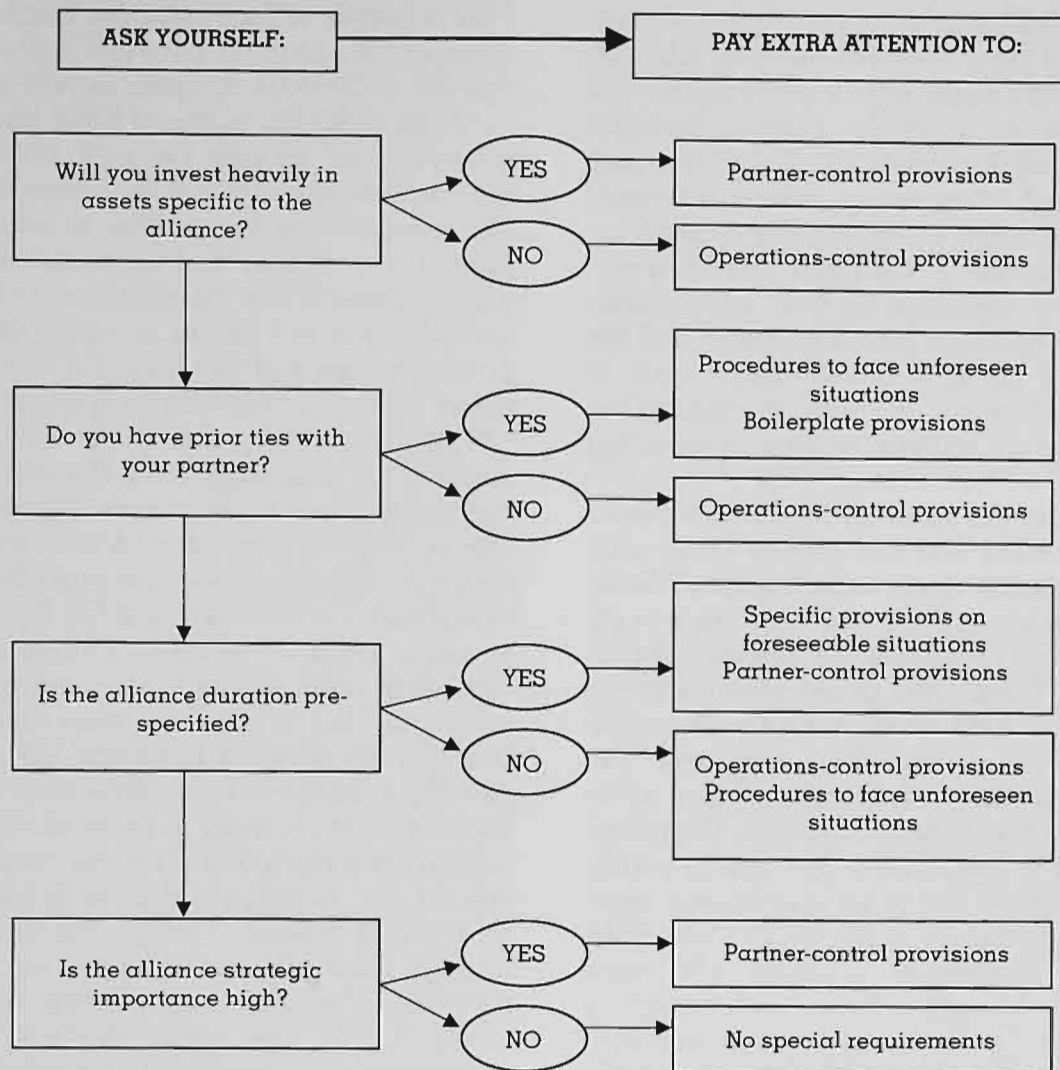 ASK YOURSELF:
PAY EXTRA ATTENTION TO:
Will you invest heavily in
assets specific to the
alliance?
YES
Partner-control provisions
NO
Operations-control provisions
Do you have prior ties with
your partner?
YES
Procedures to face unforeseen
situations
Boilerplate provisions
NO
Operations-control provisions
Is the alliance duration pre-
specified?
YES
Specific provisions on
foreseeable situations
Partner-control provisions
NO
Operations-control provisions
Procedures to face unforeseen
situations
Is the alliance strategic
importance high?
YES
Partner-control provisions
NO
No special requirements